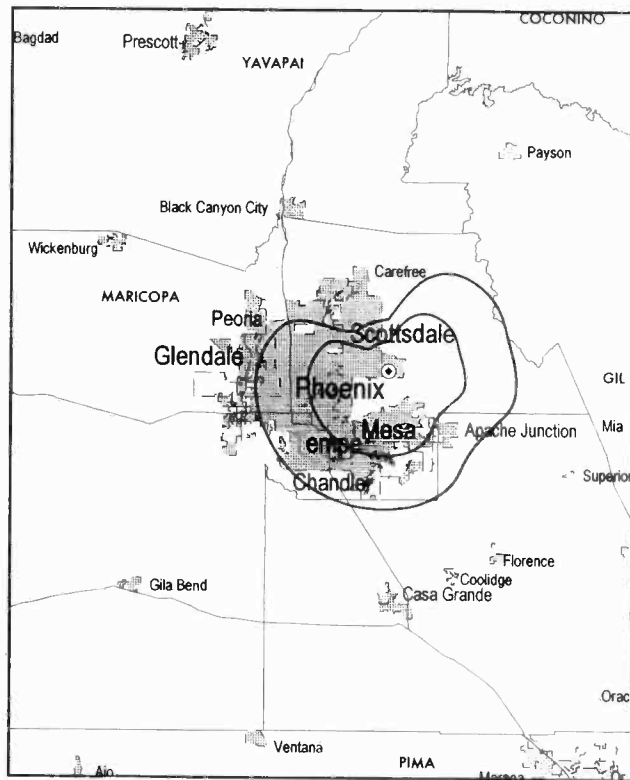 COCONINO
Bagdad
Prescott
YAVAPAI
Payson
Black Canyon City
Wickenburg
Carefree
MARICOPA
Peoria
Scottsdale
Glendale
GIL
Phoenix
Mia
Mesa
Apache Junction
empe
Chandler
Superior
Florence
Coolidge
Gila Bend
Casa Grande
Orac
Ventana
PIMA
Ajo